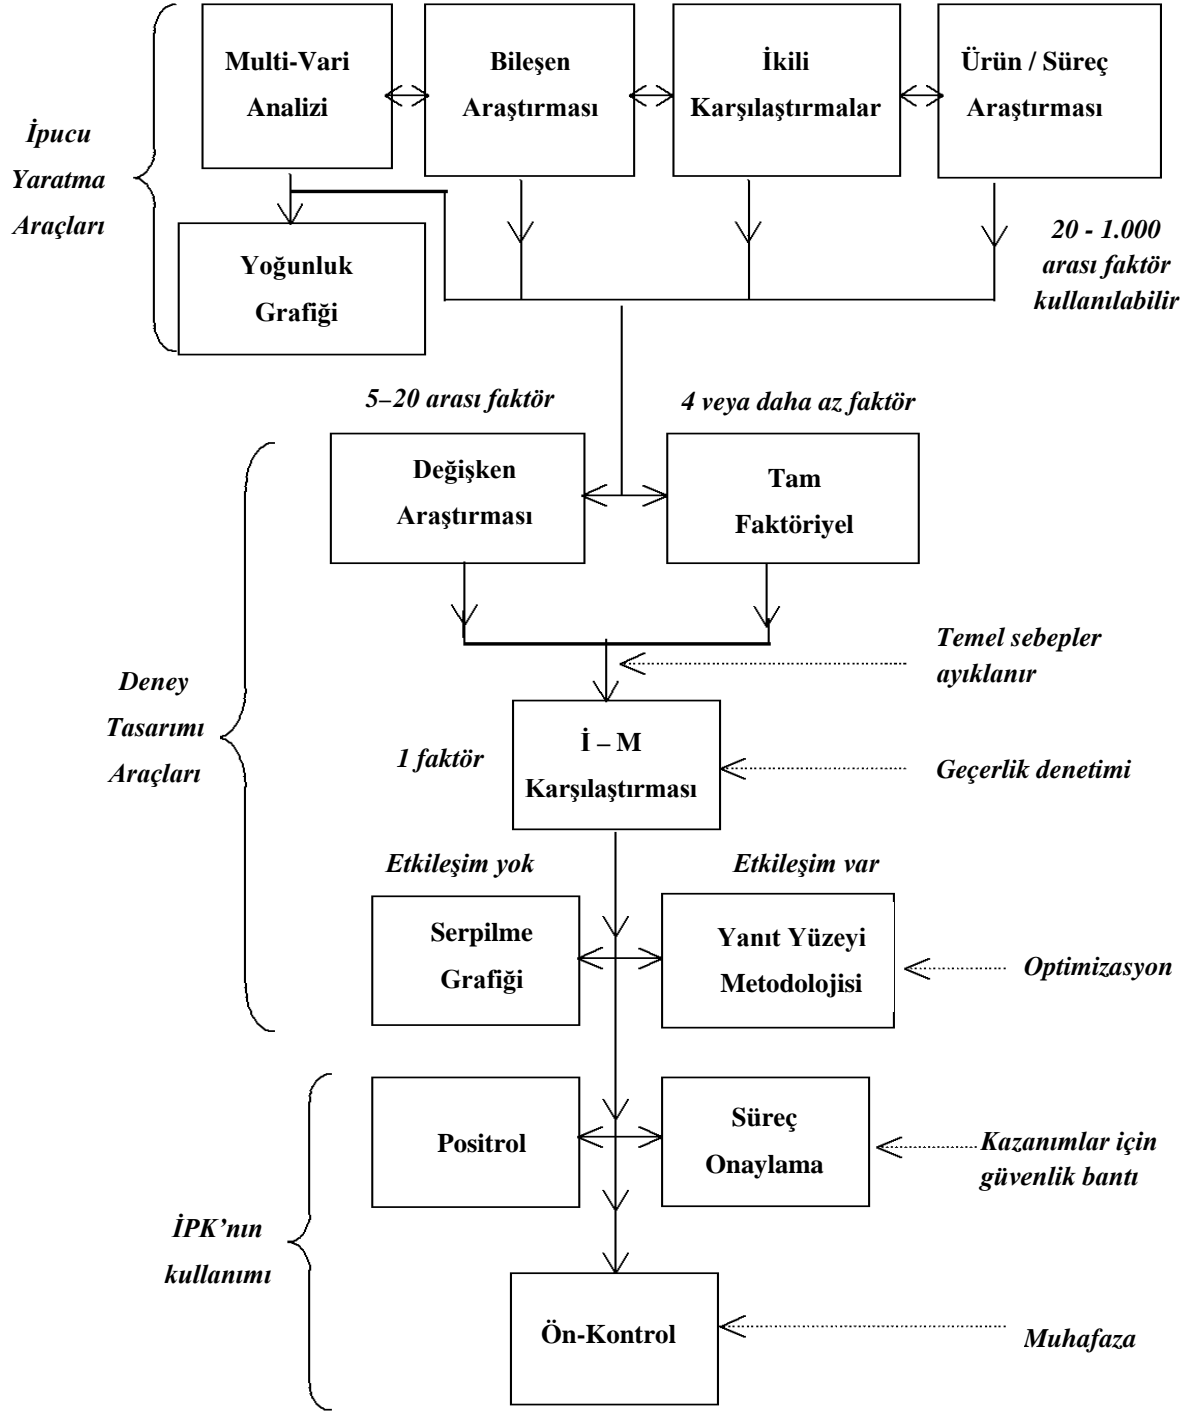 Multi-Vari
Analizi
Bileşen
Araştırması
İkili
Karşılaştırmalar
Ürün / Süreç
Araştırması
İpucu
Yaratma
Araçları
Yoğunluk
Grafiği
20 - 1.000
arası faktör
kullanılabilir
5–20 arası faktör
4 veya daha az faktör
Değişken
Araştırması
Tam
Faktöriyel
Temel sebepler
ayıklanır
Deney
Tasarımı
Araçları
1 faktör
İ – M
Karşılaştırması
Geçerlik denetimi
Etkileşim yok
Etkileşim var
Serpilme
Grafiği
Yanıt Yüzeyi
Metodolojisi
Optimizasyon
Positrol
Süreç
Onaylama
Kazanımlar için
güvenlik bantı
İPK’nın
kullanımı
Ön-Kontrol
Muhafaza